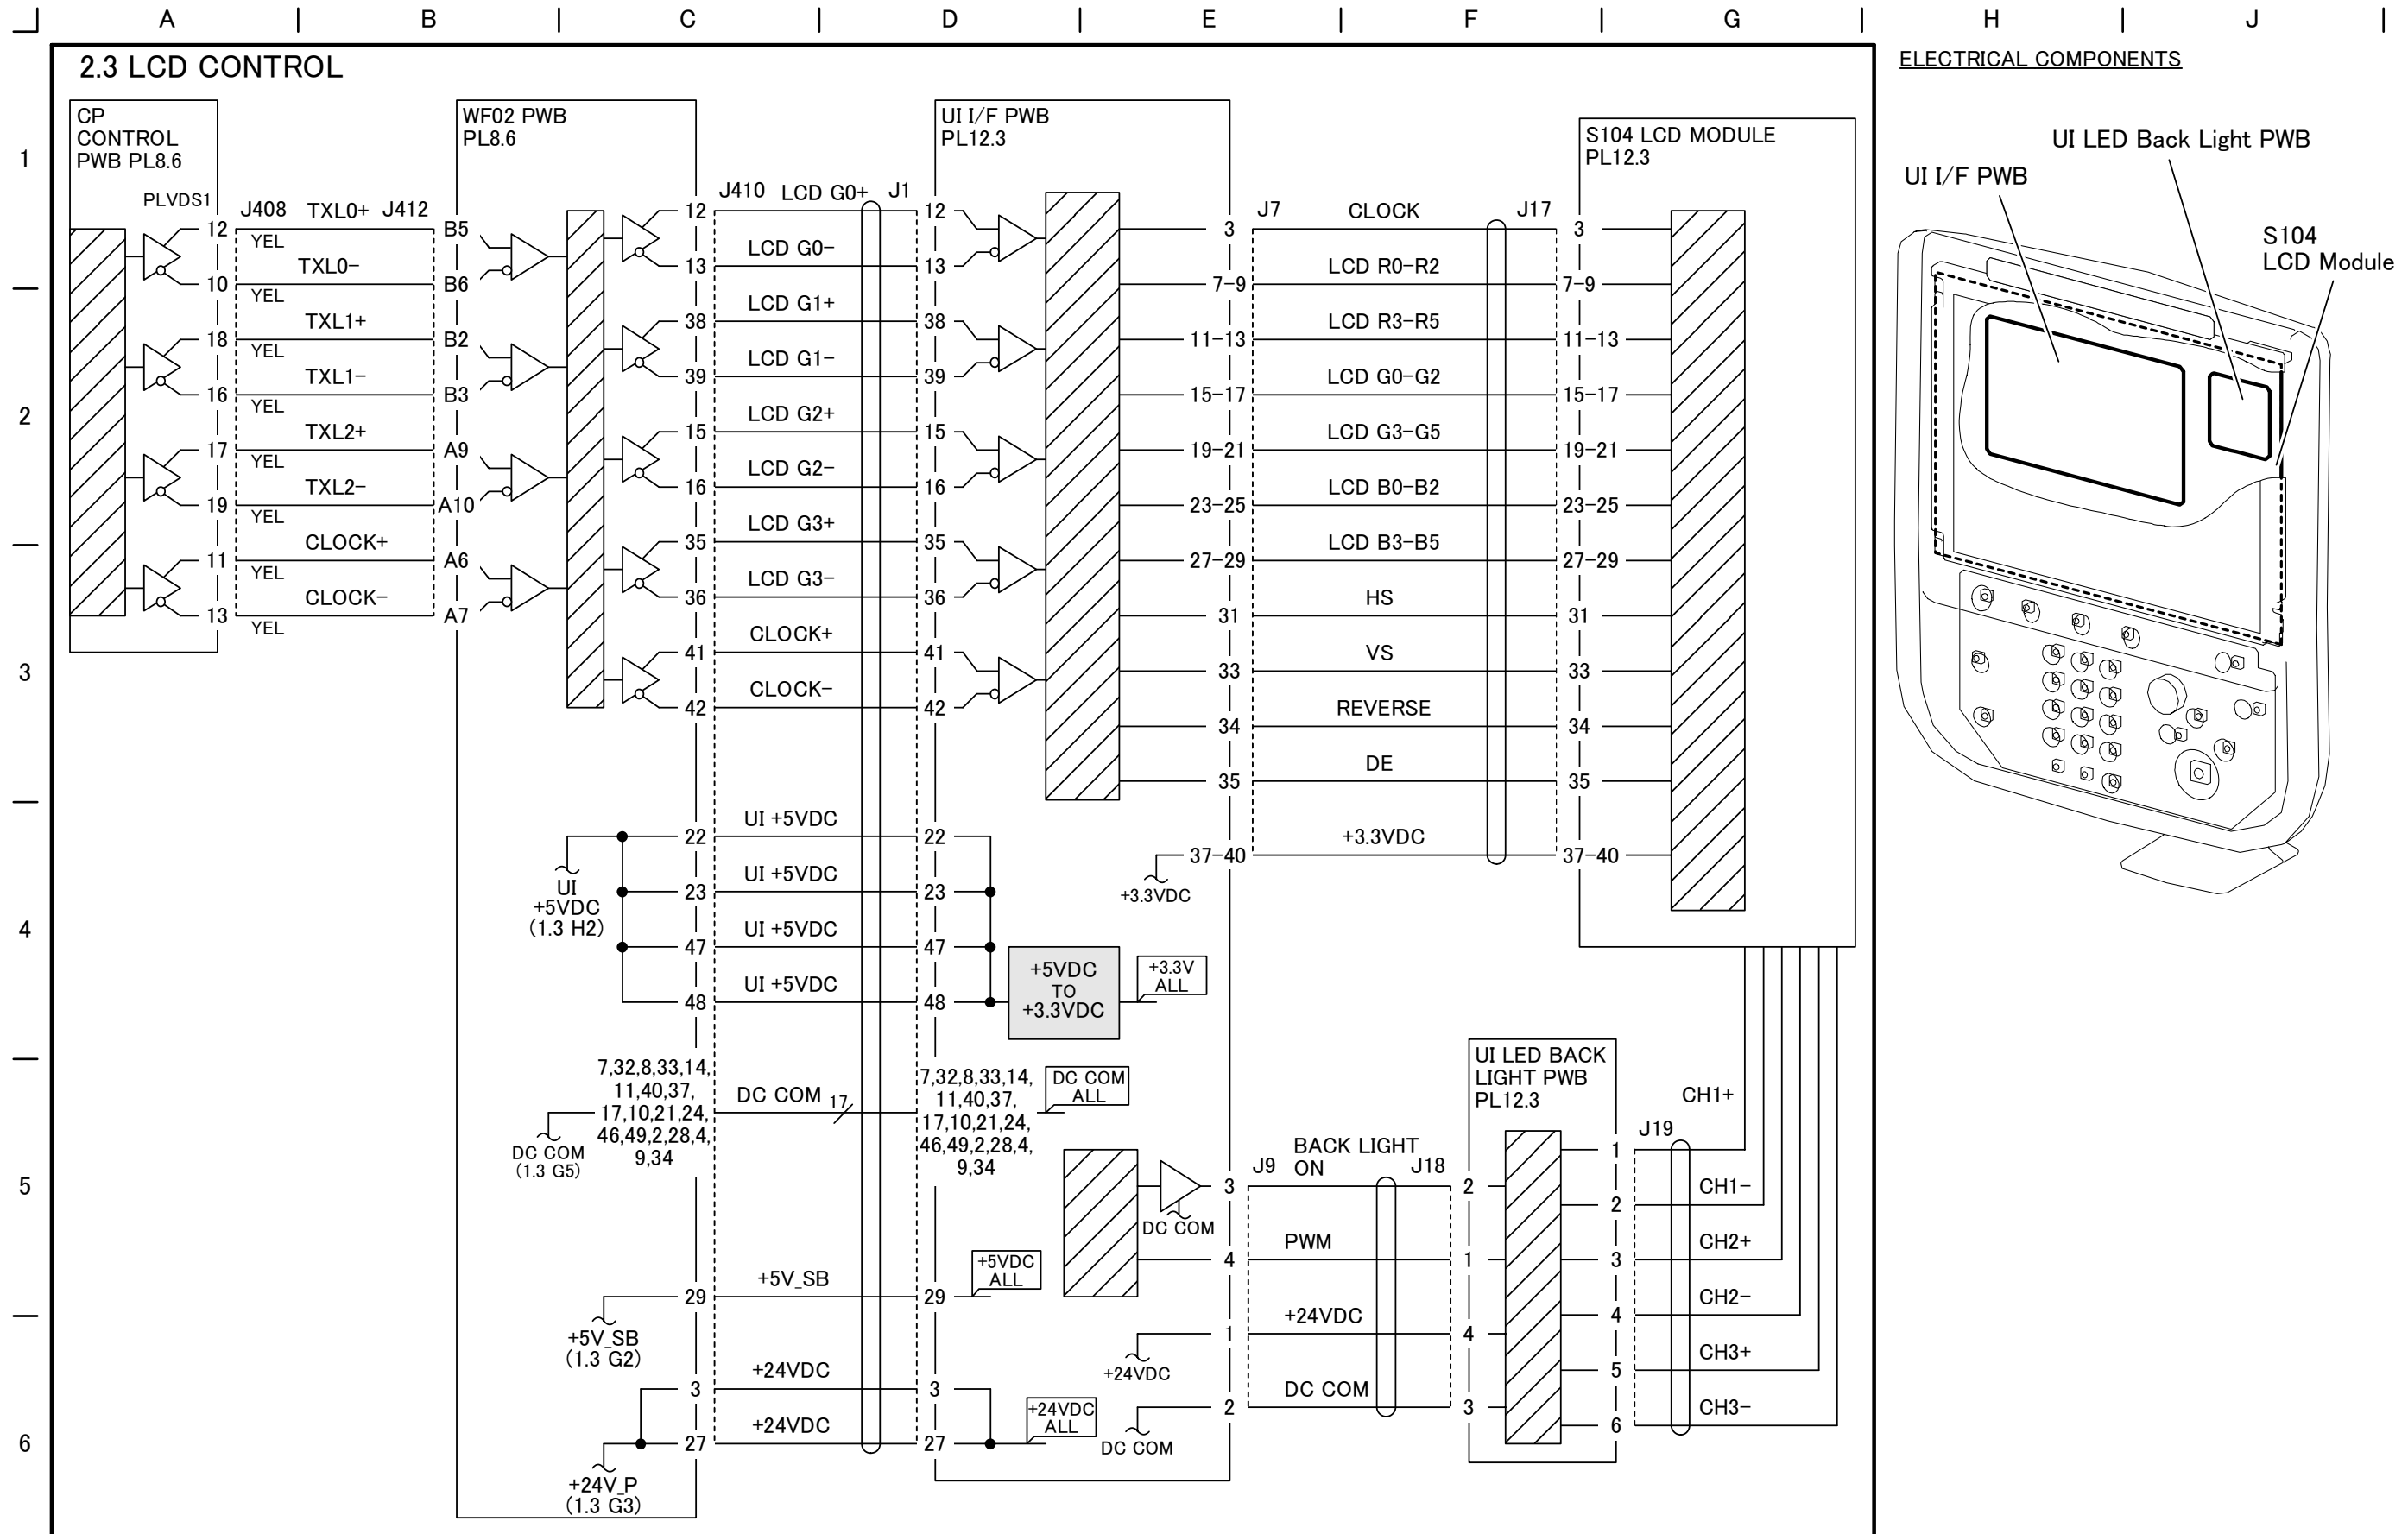 A B C D E F G H J
2.3 LCD CONTROL
ELECTRICAL COMPONENTS
1
2
3
4
5
6
CP
CONTROL
PWB PL8.6
PLVDS1
12
10
18
16
17
19
11
13
J408 TXL0+ J412
YEL
TXL0-
YEL
TXL1+
YEL
TXL1-
YEL
TXL2+
YEL
TXL2-
YEL
CLOCK+
YEL
CLOCK-
YEL
B5
B6
B2
B3
A9
A10
A6
A7
WF02 PWB
PL8.6
UI
+5VDC
(1.3 H2)
DC COM
(1.3 G5)
+5V_SB
(1.3 G2)
+24V_P
(1.3 G3)
J410 LCD G0+ J1
12 12
LCD G0-
13 13
LCD G1+
38 38
LCD G1-
39 39
LCD G2+
15 15
LCD G2-
16 16
LCD G3+
35 35
LCD G3-
36 36
CLOCK+
41 41
CLOCK-
42 42
UI +5VDC
22 22
UI +5VDC
23 23
UI +5VDC
47 47
UI +5VDC
48 48
7,32,8,33,14,
11,40,37,
17,10,21,24,
46,49,2,28,4,
9,34
DC COM 17
7,32,8,33,14,
11,40,37,
17,10,21,24,
46,49,2,28,4,
9,34
+5V_SB
29 29
+24VDC
3 3
+24VDC
27 27
UI I/F PWB
PL12.3
+5VDC
TO
+3.3VDC
+3.3V
ALL
DC COM
ALL
+5VDC
ALL
+24VDC
ALL
+3.3VDC
DC COM
+24VDC
DC COM
J7 CLOCK J17
3 3
LCD R0-R2
7-9 7-9
LCD R3-R5
11-13 11-13
LCD G0-G2
15-17 15-17
LCD G3-G5
19-21 19-21
LCD B0-B2
23-25 23-25
LCD B3-B5
27-29 27-29
HS
31 31
VS
33 33
REVERSE
34 34
DE
35 35
+3.3VDC
37-40 37-40
S104 LCD MODULE
PL12.3
J9 BACK LIGHT
ON J18
3 2
PWM
4 1
+24VDC
1 4
DC COM
2 3
UI LED BACK
LIGHT PWB
PL12.3
J19
CH1+
1
CH1-
2
CH2+
3
CH2-
4
CH3+
5
CH3-
6
UI LED Back Light PWB
UI I/F PWB
S104
LCD Module